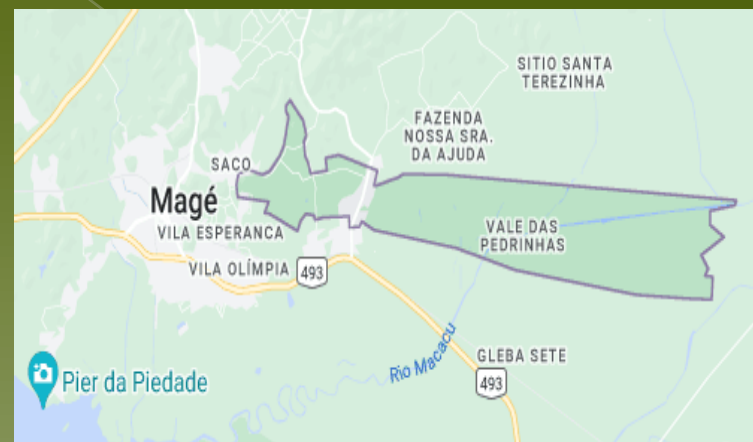 SITIO SANTA
TEREZINHA
FAZENDA
NOSSA SRA.
DA AJUDA
SACO
Magé
VILA ESPERANCA
VALE DAS
PEDRINHAS
VILA OLÍMPIA
493
Rio Macacu
GLEBA SETE
493
Pier da Piedade